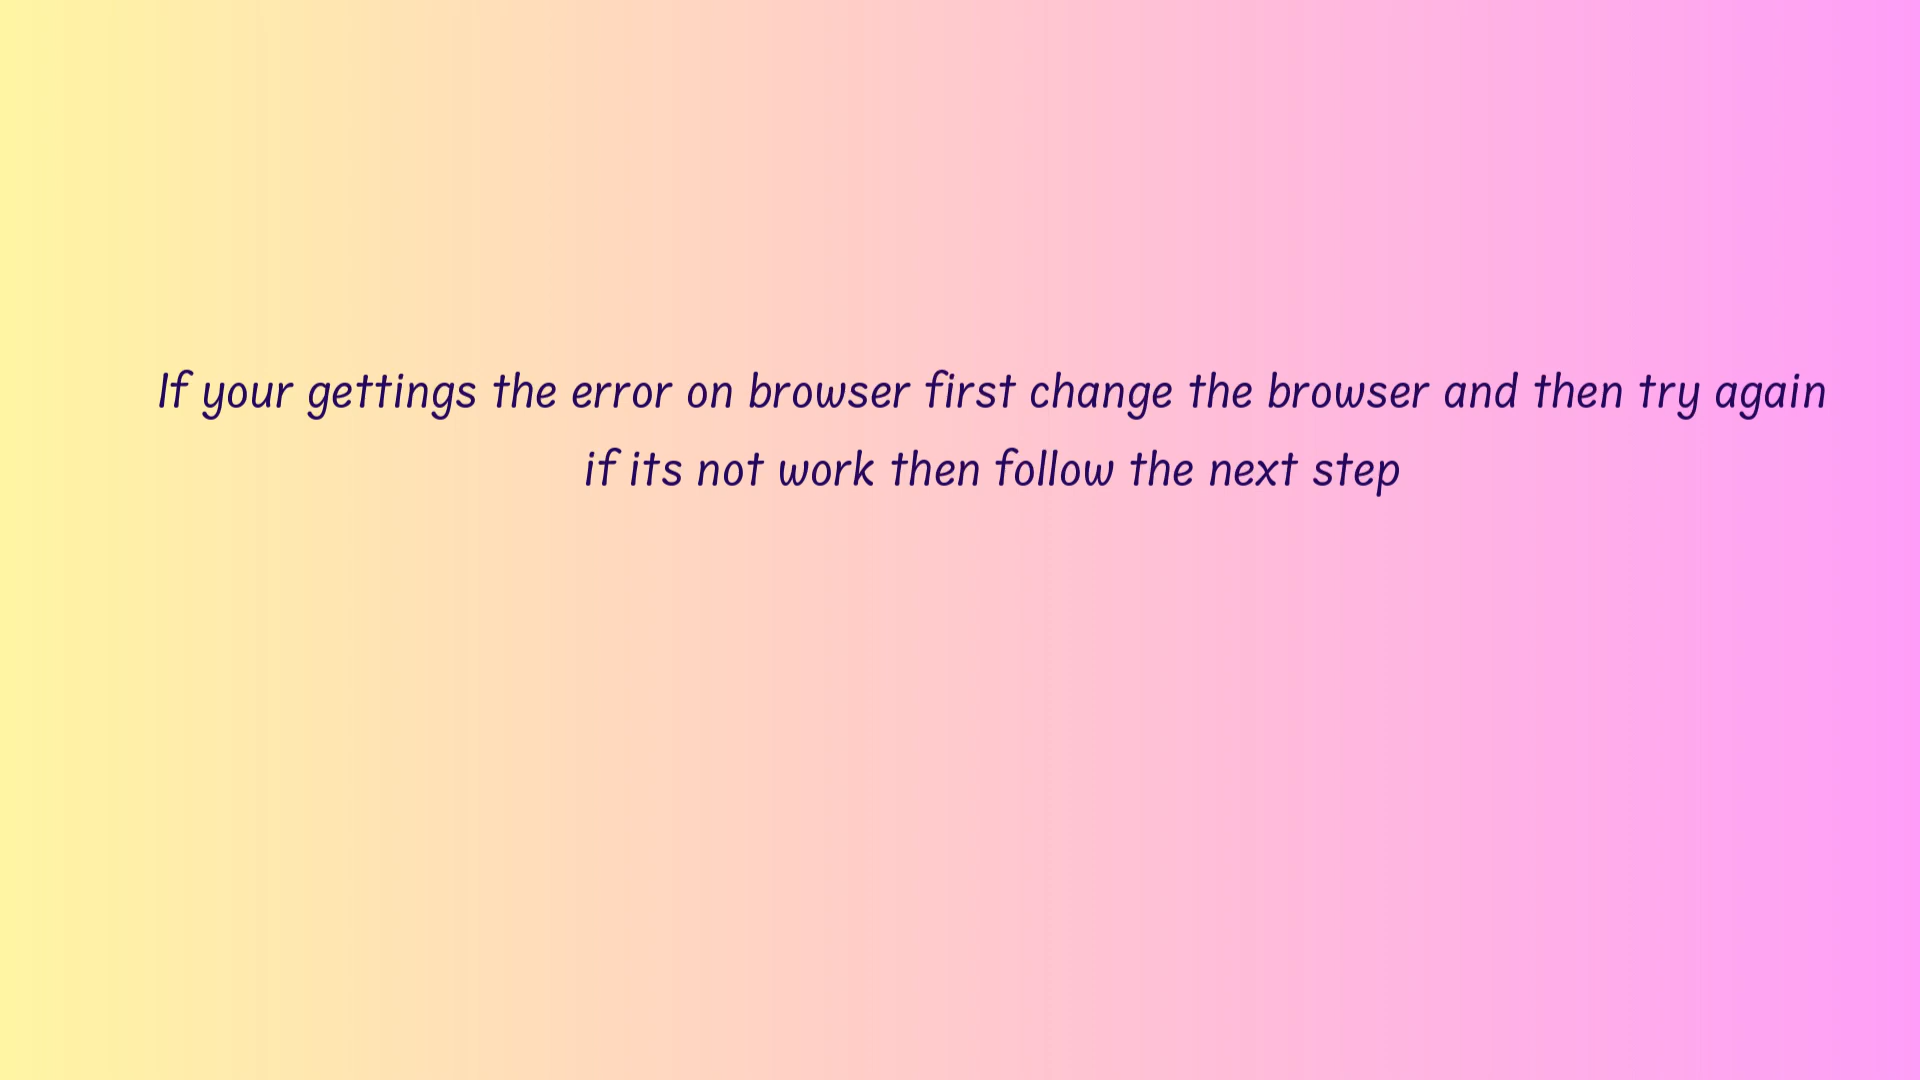 If your gettings the error on browser first change the browser and then try again
if its not work then follow the next step